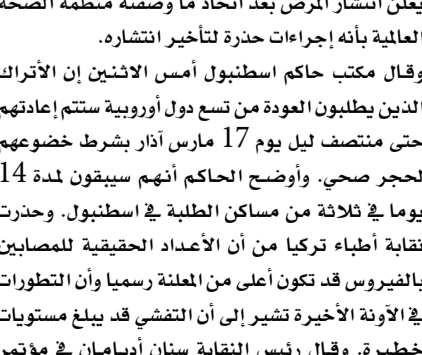 يعلن انتشار المرض بعد اتخاذ ما وصفته منظمة الصحة
العالمية بأنه إجراءات حذرة لتأخير انتشاره.
وقال مكتب حاكم اسطنبول أمس الاثنين إن الأتراك
الذين يطلبون العودة من تسع دول أوروبية ستتم إعادتهم
حتى منتصف ليل يوم 17 مارس آذار بشرط خضوعهم
لحجر صحي. وأوضح الحاكم أنهم سيبقون لمدة 14
يوما في ثلاثة من مساكن الطلبة في اسطنبول. وحذرت
نقابة أطباء تركيا من أن الأعداد الحقيقية للمصابين
بالفيروس قد تكون أعلى من المعلنة رسميا وأن التطورات
في الآونة الأخيرة تشير إلى أن التفشي قد يبلغ مستويات
خطيرة. وقال رئيس النقابة سنان أديامان في مؤتمر